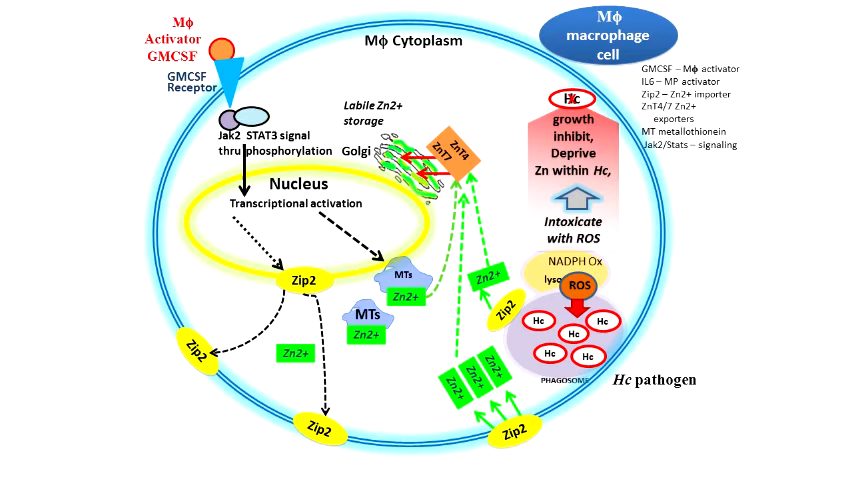 Mϕ
Activator
GMCSF
GMCSF
Receptor
Mϕ Cytoplasm
Mϕ
macrophage
cell
GMCSF – Mϕ activator
IL6 – MP activator
Zip2 – Zn2+ importer
ZnT4/7 Zn2+
exporters
MT metallothionein
Jak2/Stats – signaling
Jak2 STAT3 signal
thru phosphorylation
Labile Zn2+
storage
Golgi
ZnT7
ZnT4
Nucleus
Transcriptional activation
Zip2
MTs
Zn2+
MTs
Zn2+
Zn2+
Zip2
Zip2
Zip2
Zn2+
Zn2+
Zn2+
Zn2+
Zip2
Hc
growth
inhibit,
Deprive
Zn within Hc,
Intoxicate
with ROS
NADPH Ox
lyso
ROS
Hc
Hc
Hc
Hc
Hc
PHAGOSOME
Hc pathogen